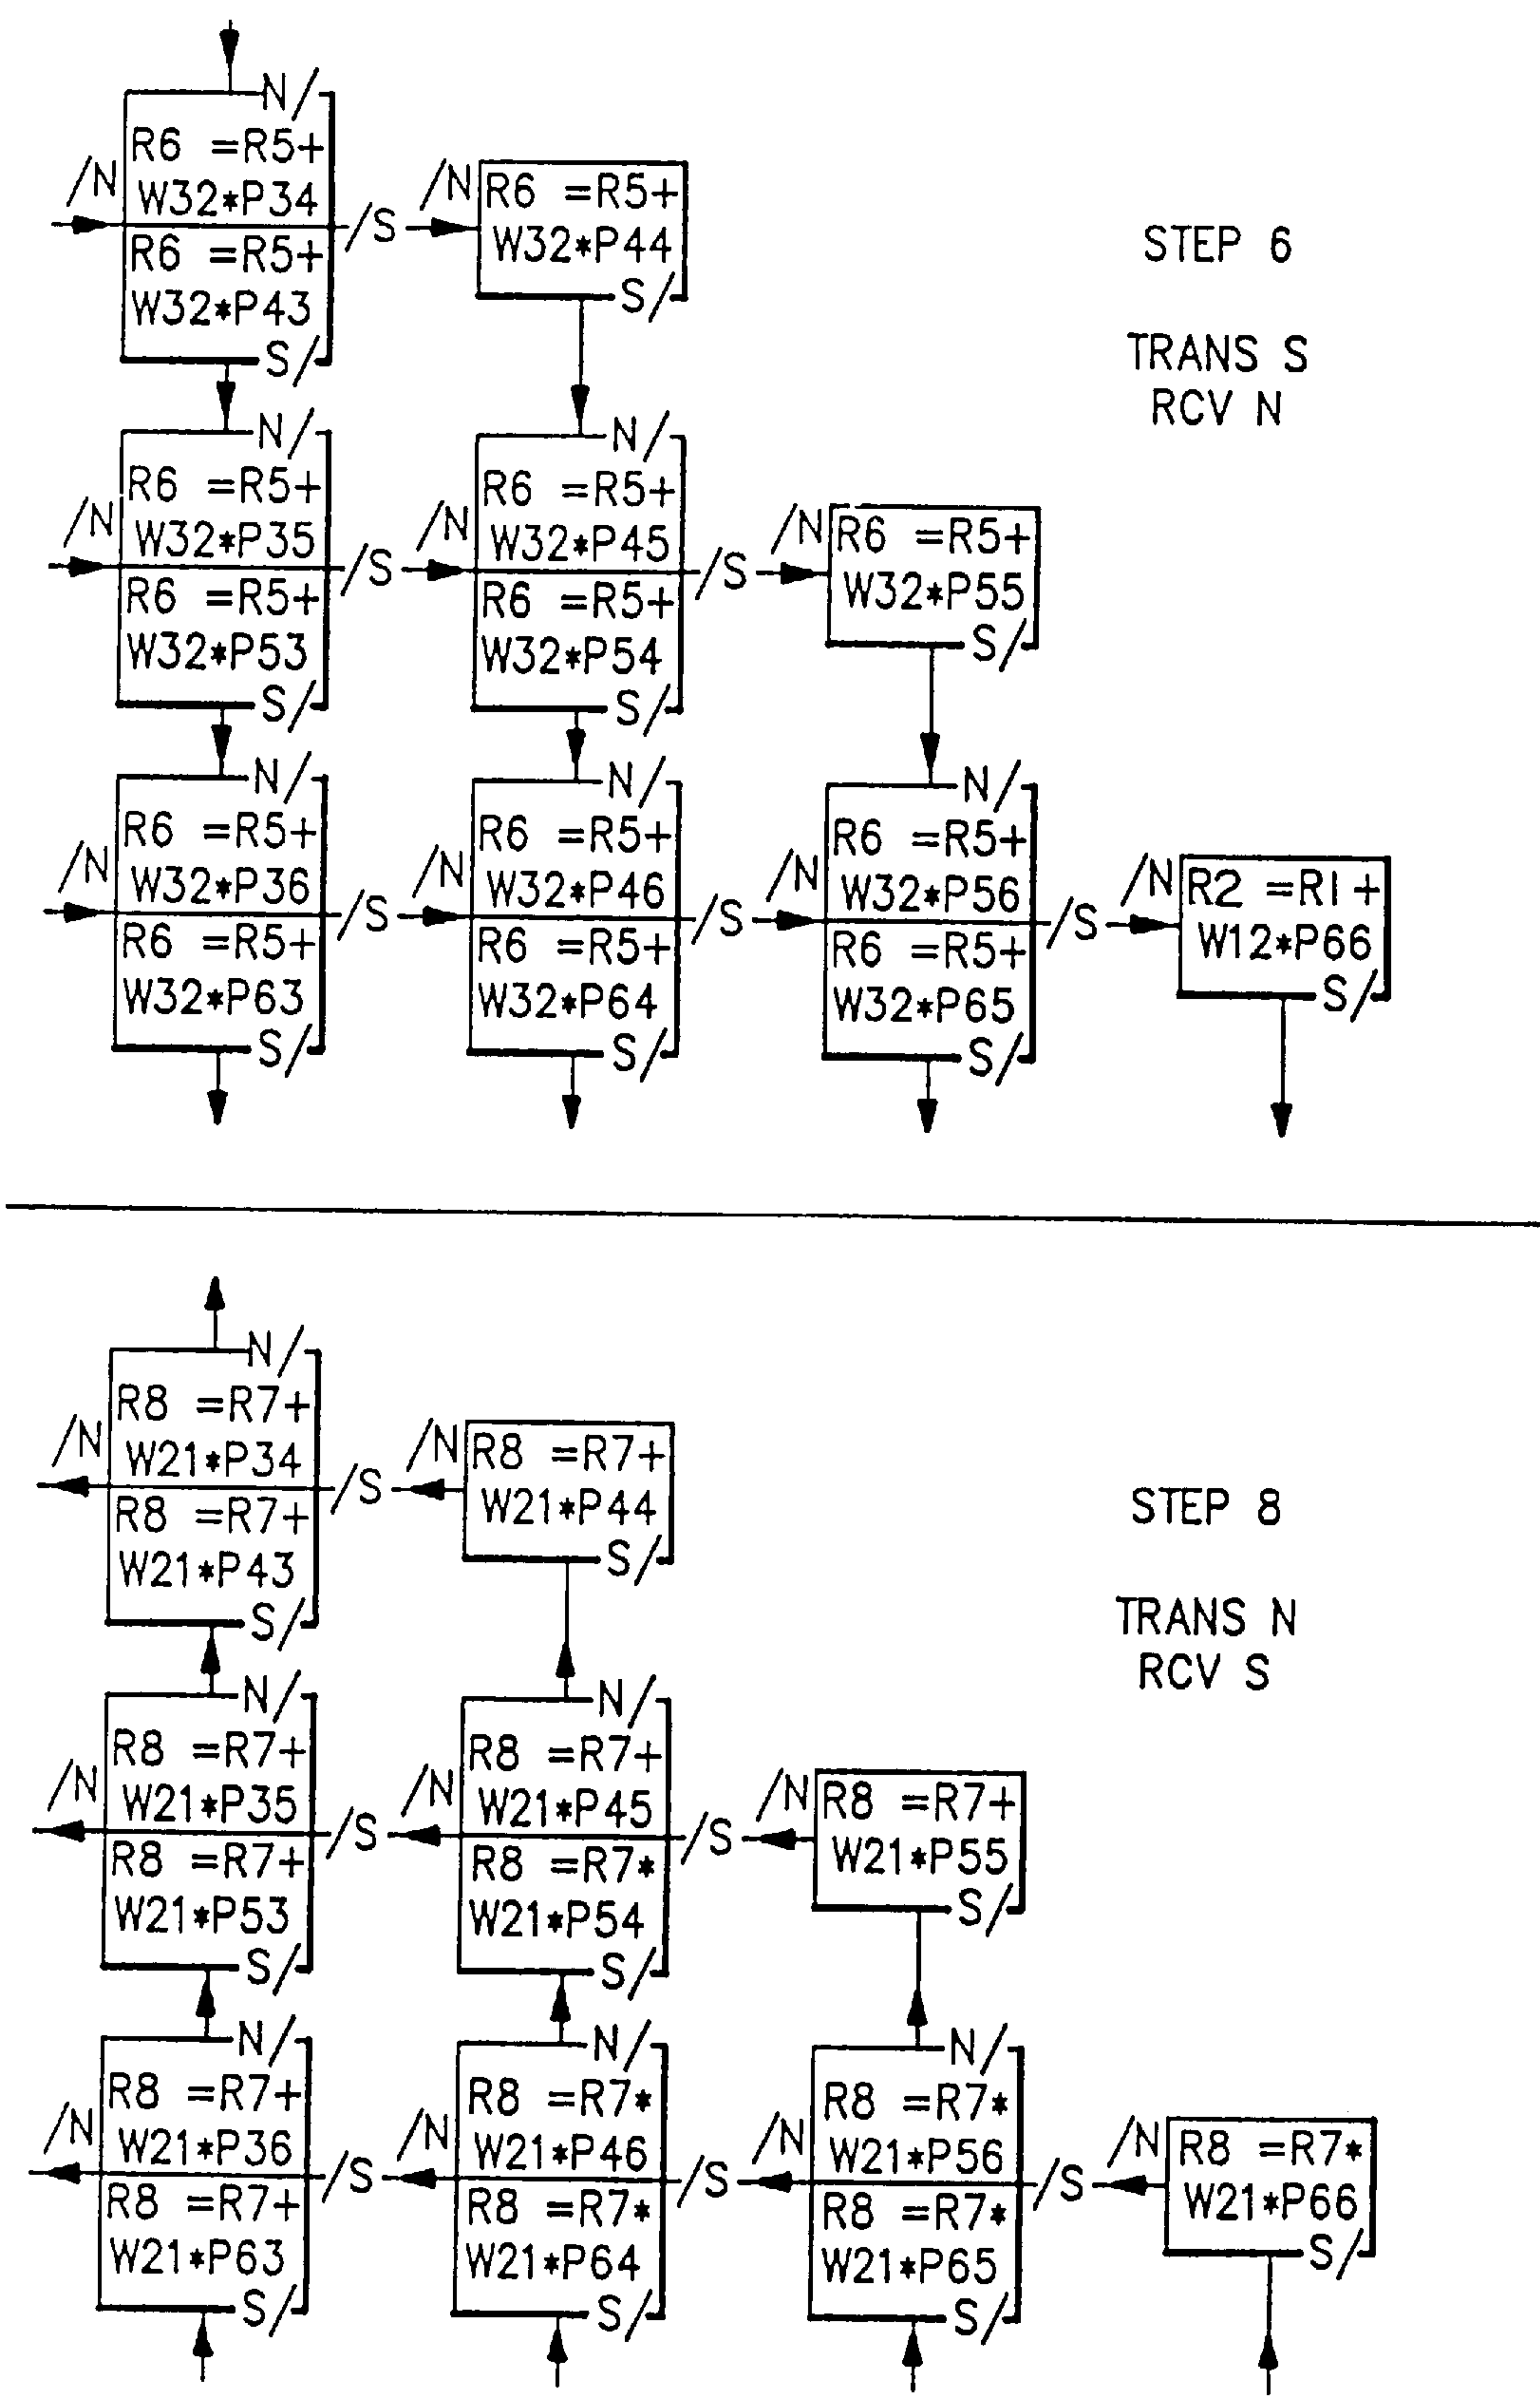 N/
R6 =R5+
/N
W32*P34
/S
R6 =R5+
W32*P43
S/
/N
R6 =R5+
W32*P44
S/
STEP 6
TRANS S
RCV N
N/
R6 =R5+
/N
W32*P35
/S
R6 =R5+
W32*P53
S/
N/
R6 =R5+
/N
W32*P45
/S
R6 =R5+
W32*P54
S/
/N
R6 =R5+
W32*P55
S/
N/
R6 =R5+
/N
W32*P36
/S
R6 =R5+
W32*P63
S/
N/
R6 =R5+
/N
W32*P46
/S
R6 =R5+
W32*P64
S/
N/
R6 =R5+
/N
W32*P56
/S
R6 =R5+
W32*P65
S/
/N
R2 =R1+
W12*P66
S/
N/
R8 =R7+
/N
W21*P34
/S
R8 =R7+
W21*P43
S/
/N
R8 =R7+
W21*P44
S/
STEP 8
TRANS N
RCV S
N/
R8 =R7+
/N
W21*P35
/S
R8 =R7+
W21*P53
S/
N/
R8 =R7+
/N
W21*P45
/S
R8 =R7*
W21*P54
S/
/N
R8 =R7+
W21*P55
S/
N/
R8 =R7+
/N
W21*P36
/S
R8 =R7+
W21*P63
S/
N/
R8 =R7*
/N
W21*P46
/S
R8 =R7*
W21*P64
S/
N/
R8 =R7*
/N
W21*P56
/S
R8 =R7*
W21*P65
S/
/N
R8 =R7*
W21*P66
S/